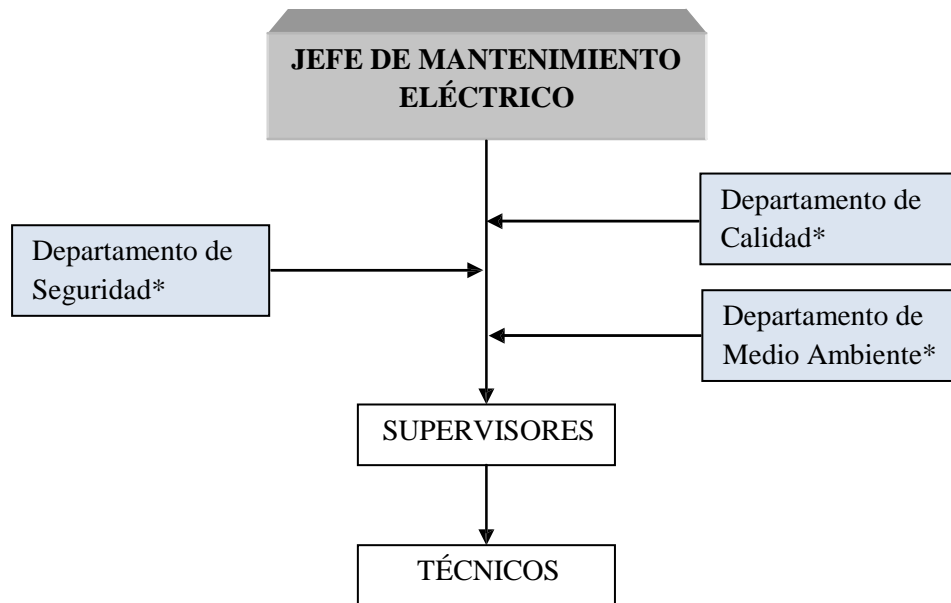 JEFE DE MANTENIMIENTO
ELÉCTRICO
Departamento de
Calidad*
Departamento de
Seguridad*
Departamento de
Medio Ambiente*
SUPERVISORES
TÉCNICOS